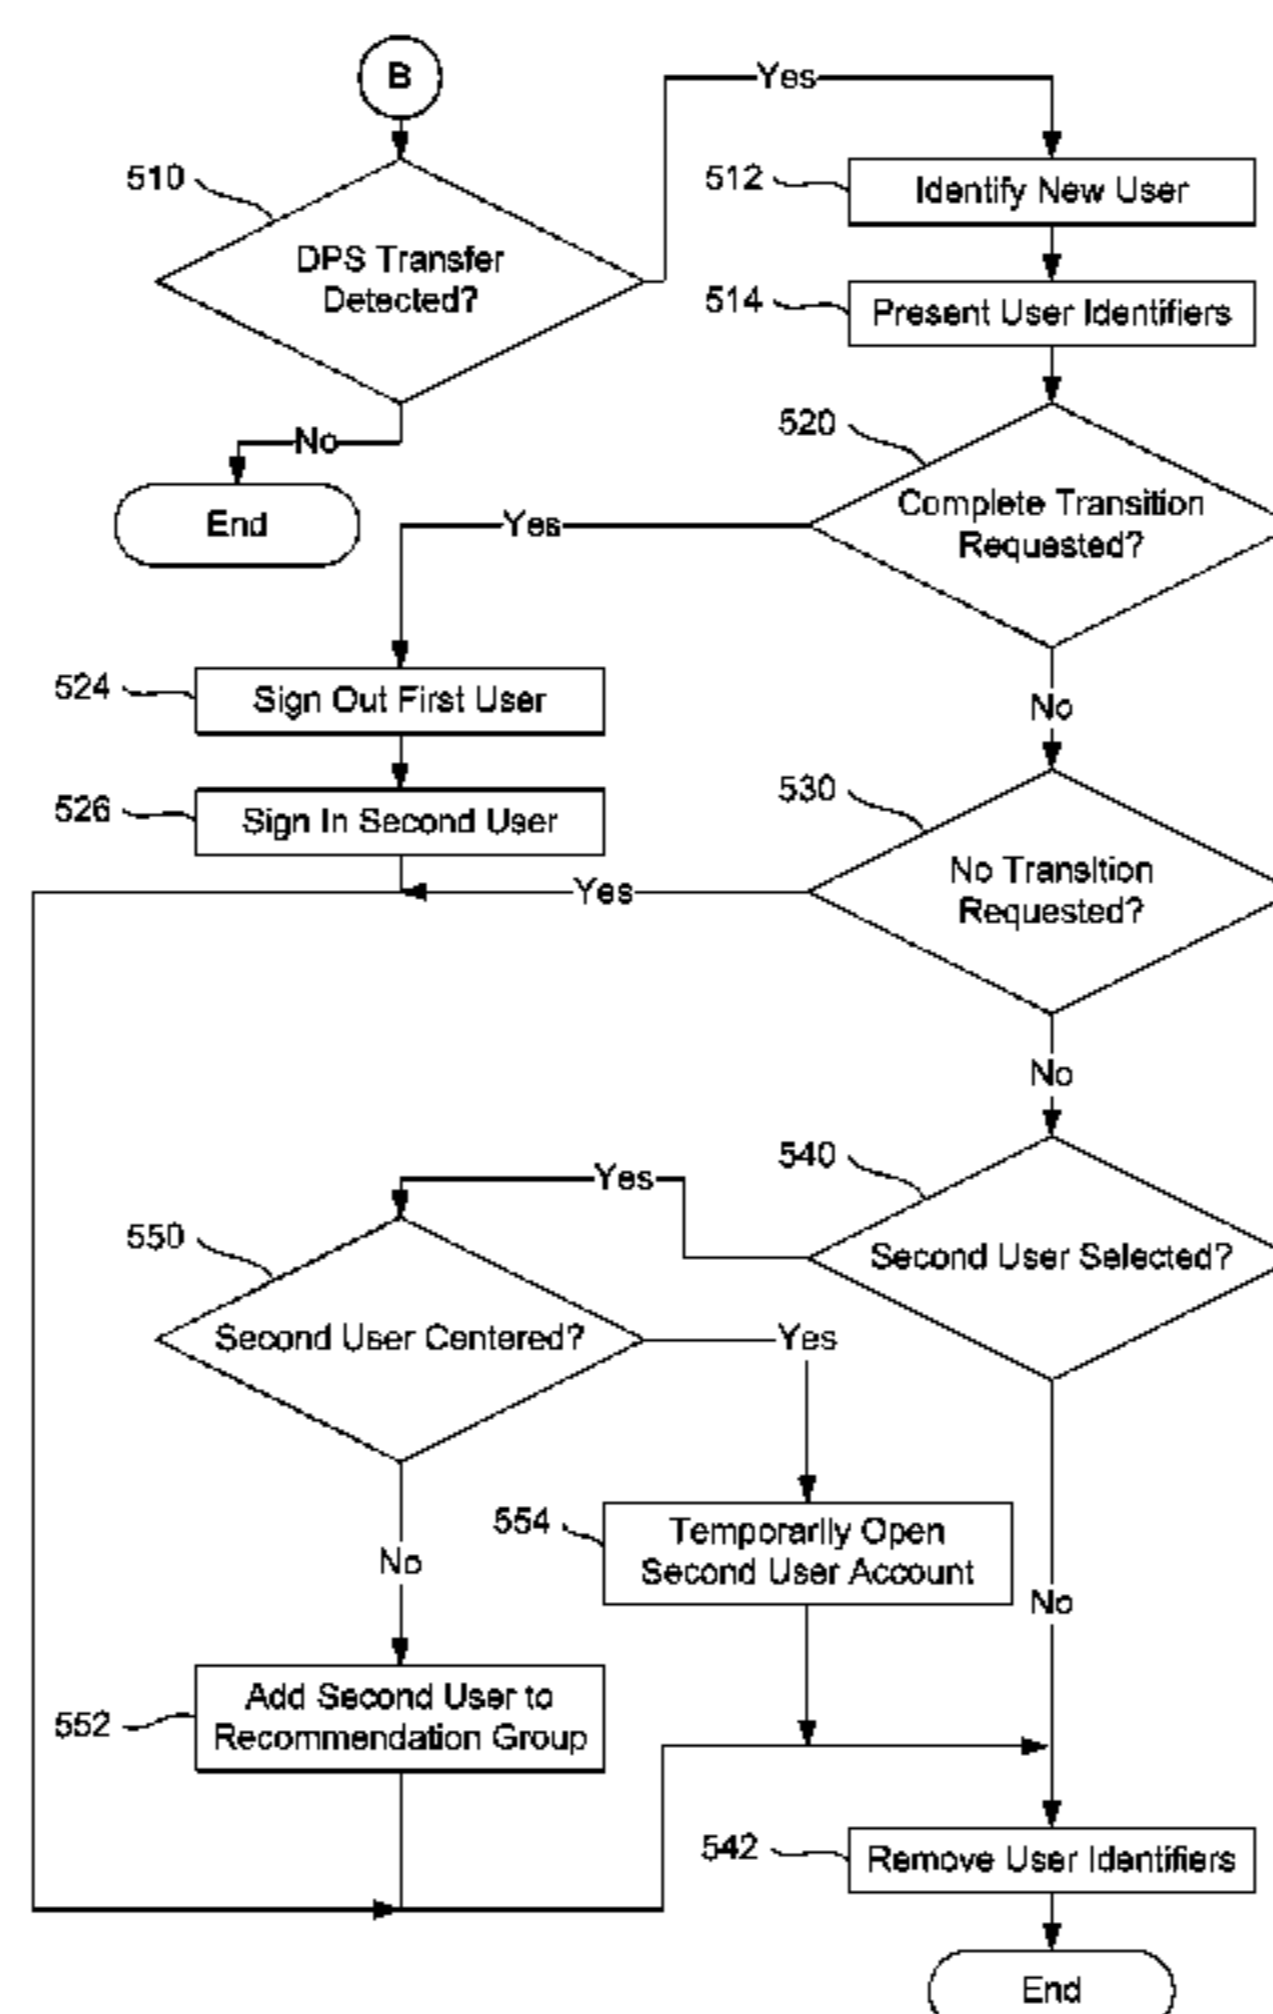 B
Yes
510
DPS Transfer
Detected?
512
Identify New User
514
Present User Identifiers
No
End
520
Complete Transition
Requested?
Yes
524
Sign Out First User
No
526
Sign In Second User
530
No Transition
Requested?
Yes
No
540
Second User Selected?
Yes
550
Second User Centered?
Yes
554
Temporarily Open
Second User Account
No
No
552
Add Second User to
Recommendation Group
542
Remove User Identifiers
End